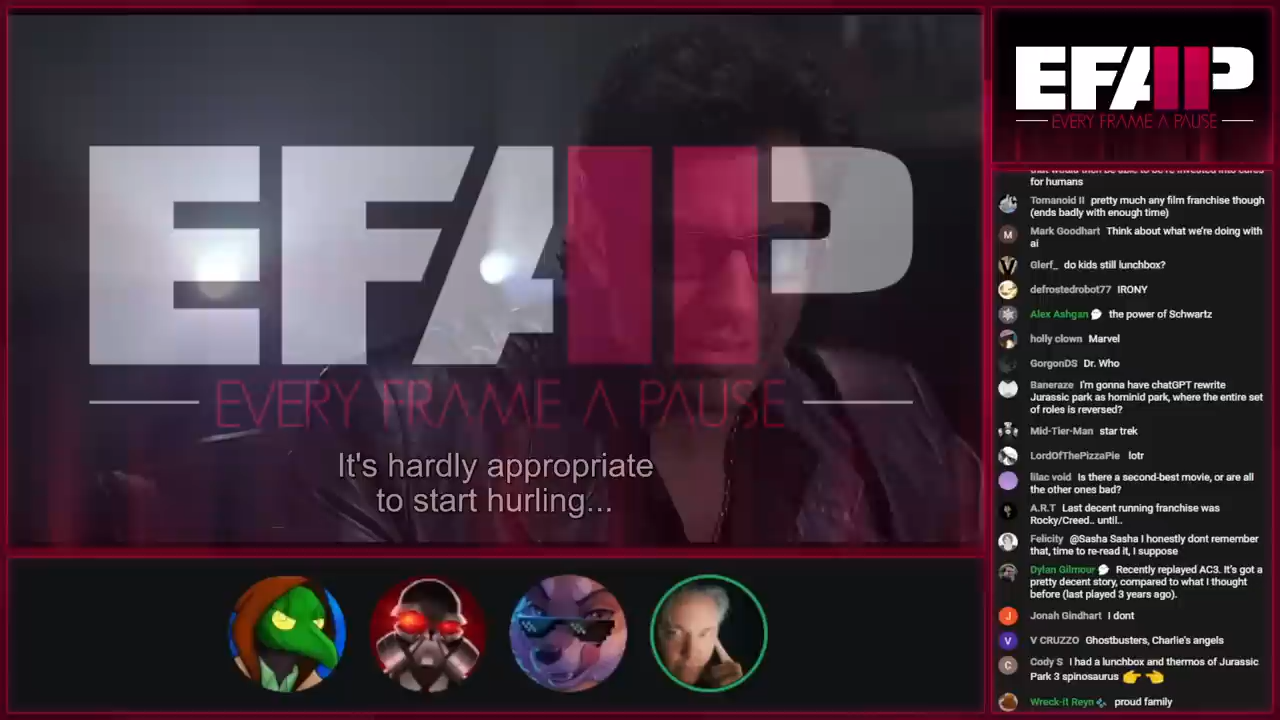 EFAP
EVERY FRAME A PAUSE
It's hardly appropriate
to start hurling...
EFAP
EVERY FRAME A PAUSE
for humans
Tomanoid II pretty much any film franchise though
(ends badly with enough time)
Mark Goodhart Think about what we're doing with
ai
Glerf_ do kids still lunchbox?
defrostedrobot77 IRONY
Alex Ashgan the power of Schwartz
holly clown Marvel
GorgonDS Dr. Who
Baneraze I'm gonna have chatGPT rewrite
Jurassic park as horninid park, where the entire set
of roles is reversed?
Mid-Tier-Man star trek
LordOfThePizzaPie lotr
lilac void Is there a second-best movie, or are all
the other ones bad?
A.R.T Last decent running franchise was
Rocky/Creed.. until..
Felicity @Sasha Sasha I honestly dont remember
that, time to re-read it, I suppose
Dylan Gilmour Recently replayed AC3. It's got a
pretty decent story, compared to what I thought
before (last played 3 years ago).
Jonah Gindhart I dont
V CRUZZO Ghostbusters, Charlie's angels
Cody S I had a lunchbox and thermos of Jurassic
Park 3 spinosaurus 👉 👈
Wreck-It Reyn proud family